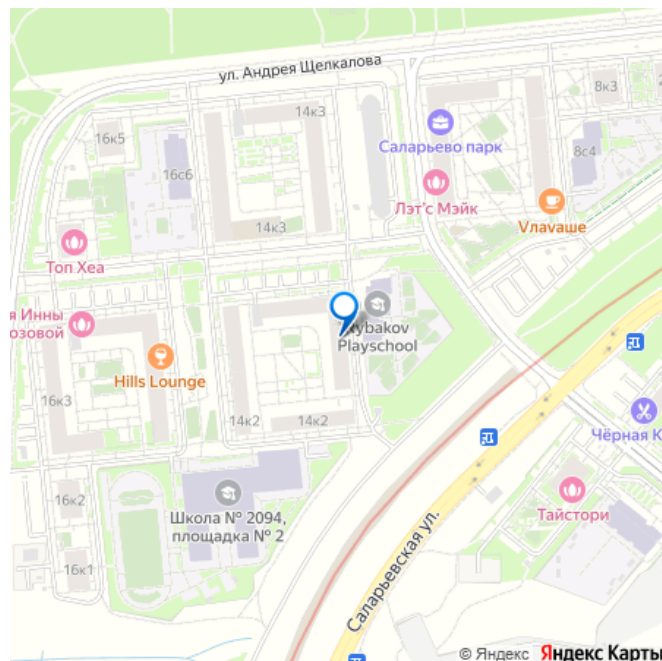 ул. Андрея Щелкалова
8к3
14к3
16к5
Саларьево парк
8с4
16с6
Лэт'с Мэйк
Vлаvаше
14к3
Топ Хеа
я Инны
озовой
Rybakov
Playschool
Hills Lounge
16к3
14к2
14к2
Чёрная К
Школа № 2094,
площадка № 2
16к2
Тайстори
16к1
Саларьевская ул.
© Яндекс Яндекс Карты